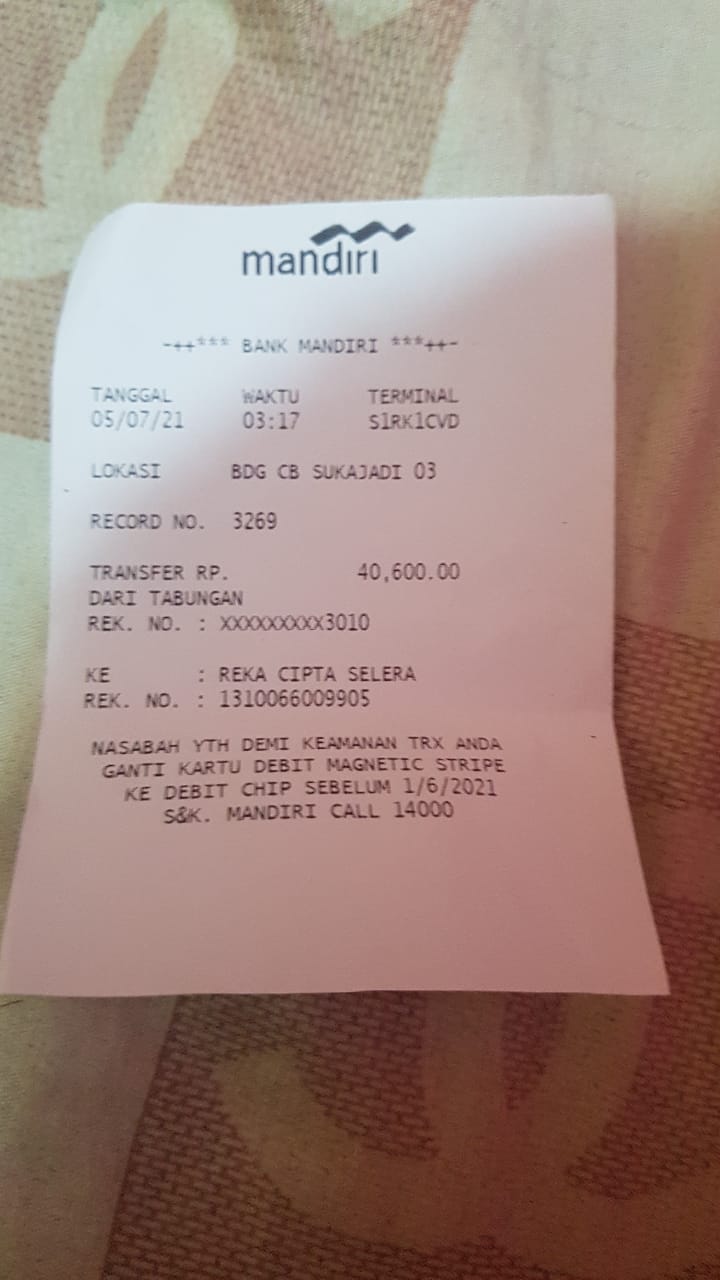 mandiri
-++*** BANK MANDIRI ***++-
TANGGAL WAKTU TERMINAL
05/07/21 03:17 S1RK1CVD
LOKASI BDG CB SUKAJADI 03
RECORD NO. 3269
TRANSFER RP. 40,600.00
DARI TABUNGAN
REK. NO. : XXXXXXXXX3010
KE : REKA CIPTA SELERA
REK. NO. : 1310066009905
NASABAH YTH DEMI KEAMANAN TRX ANDA
GANTI KARTU DEBIT MAGNETIC STRIPE
KE DEBIT CHIP SEBELUM 1/6/2021
S&K. MANDIRI CALL 14000